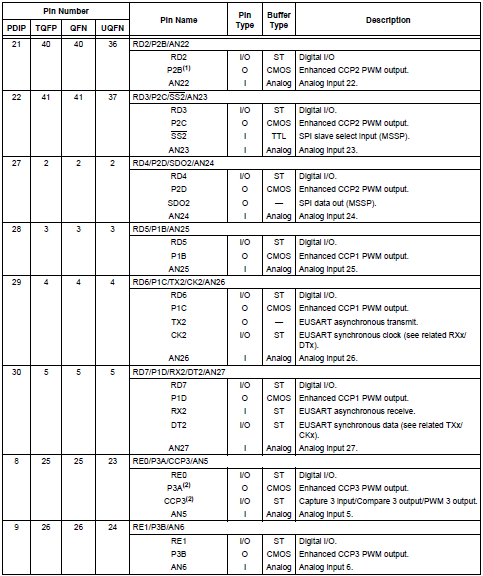 Pin Number Pin Name Pin Type Buffer Type Description
PDIP TQFP QFN UQFN
21 40 40 36 RD2/P2B/AN22
RD2 I/O ST Digital I/O
P2B(1) O CMOS Enhanced CCP2 PWM output.
AN22 I Analog Analog Input 22.
22 41 41 37 RD3/P2C/SS2/AN23
RD3 I/O ST Digital I/O.
P2C O CMOS Enhanced CCP2 PWM output.
SS2 I TTL SPI slave select input (MSSP).
AN23 I Analog Analog Input 23.
27 2 2 2 RD4/P2D/SDO2/AN24
RD4 I/O ST Digital I/O.
P2D O CMOS Enhanced CCP2 PWM output.
SDO2 O — SPI data out (MSSP).
AN24 I Analog Analog Input 24.
28 3 3 3 RD5/P1B/AN25
RD5 I/O ST Digital I/O.
P1B O CMOS Enhanced CCP1 PWM output.
AN25 I Analog Analog Input 25.
29 4 4 4 RD6/P1C/TX2/CK2/AN26
RD6 I/O ST Digital I/O.
P1C O CMOS Enhanced CCP1 PWM output.
TX2 O — EUSART asynchronous transmit.
CK2 I/O ST EUSART synchronous clock (see related RXx/
DTx).
AN26 I Analog Analog Input 26.
30 5 5 5 RD7/P1D/RX2/DT2/AN27
RD7 I/O ST Digital I/O.
P1D O CMOS Enhanced CCP1 PWM output.
RX2 I ST EUSART asynchronous receive.
DT2 I/O ST EUSART synchronous data (see related TXx/
CKx).
AN27 I Analog Analog Input 27.
8 25 25 23 RE0/P3A/CCP3/AN5
RE0 I/O ST Digital I/O.
P3A(2) O CMOS Enhanced CCP3 PWM output.
CCP3(2) I/O ST Capture 3 Input/Compare 3 output/PWM 3 output.
AN5 I Analog Analog Input 5.
9 26 26 24 RE1/P3B/AN6
RE1 I/O ST Digital I/O.
P3B O CMOS Enhanced CCP3 PWM output.
AN6 I Analog Analog Input 6.